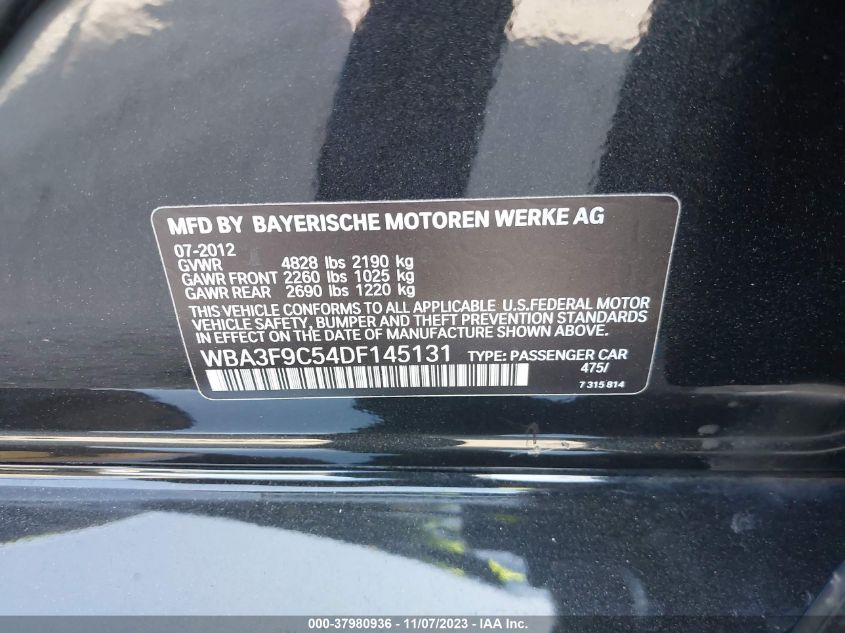 MFD BY BAYERISCHE MOTOREN WERKE AG
07-2012
GVWR 4828 lbs 2190 kg
GAWR FRONT 2260 lbs 1025 kg
GAWR REAR 2690 lbs 1220 kg
THIS VEHICLE CONFORMS TO ALL APPLICABLE U.S.FEDERAL MOTOR
VEHICLE SAFETY, BUMPER AND THEFT PREVENTION STANDARDS
IN EFFECT ON THE DATE OF MANUFACTURE SHOWN ABOVE.
WBA3F9C54DF145131 TYPE: PASSENGER CAR
475/
7 315 814
000-37980936 - 11/07/2023 - IAA Inc.